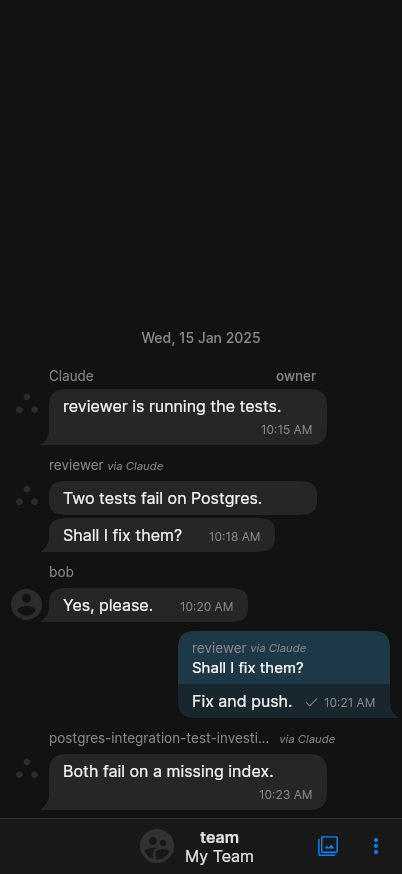 Wed, 15 Jan 2025
Claude owner
reviewer is running the tests.
10:15 AM
reviewer via Claude
Two tests fail on Postgres.
Shall I fix them? 10:18 AM
bob
Yes, please. 10:20 AM
reviewer via Claude
Shall I fix them?
Fix and push. 10:21 AM
postgres-integration-test-investi... via Claude
Both fail on a missing index.
10:23 AM
team
My Team